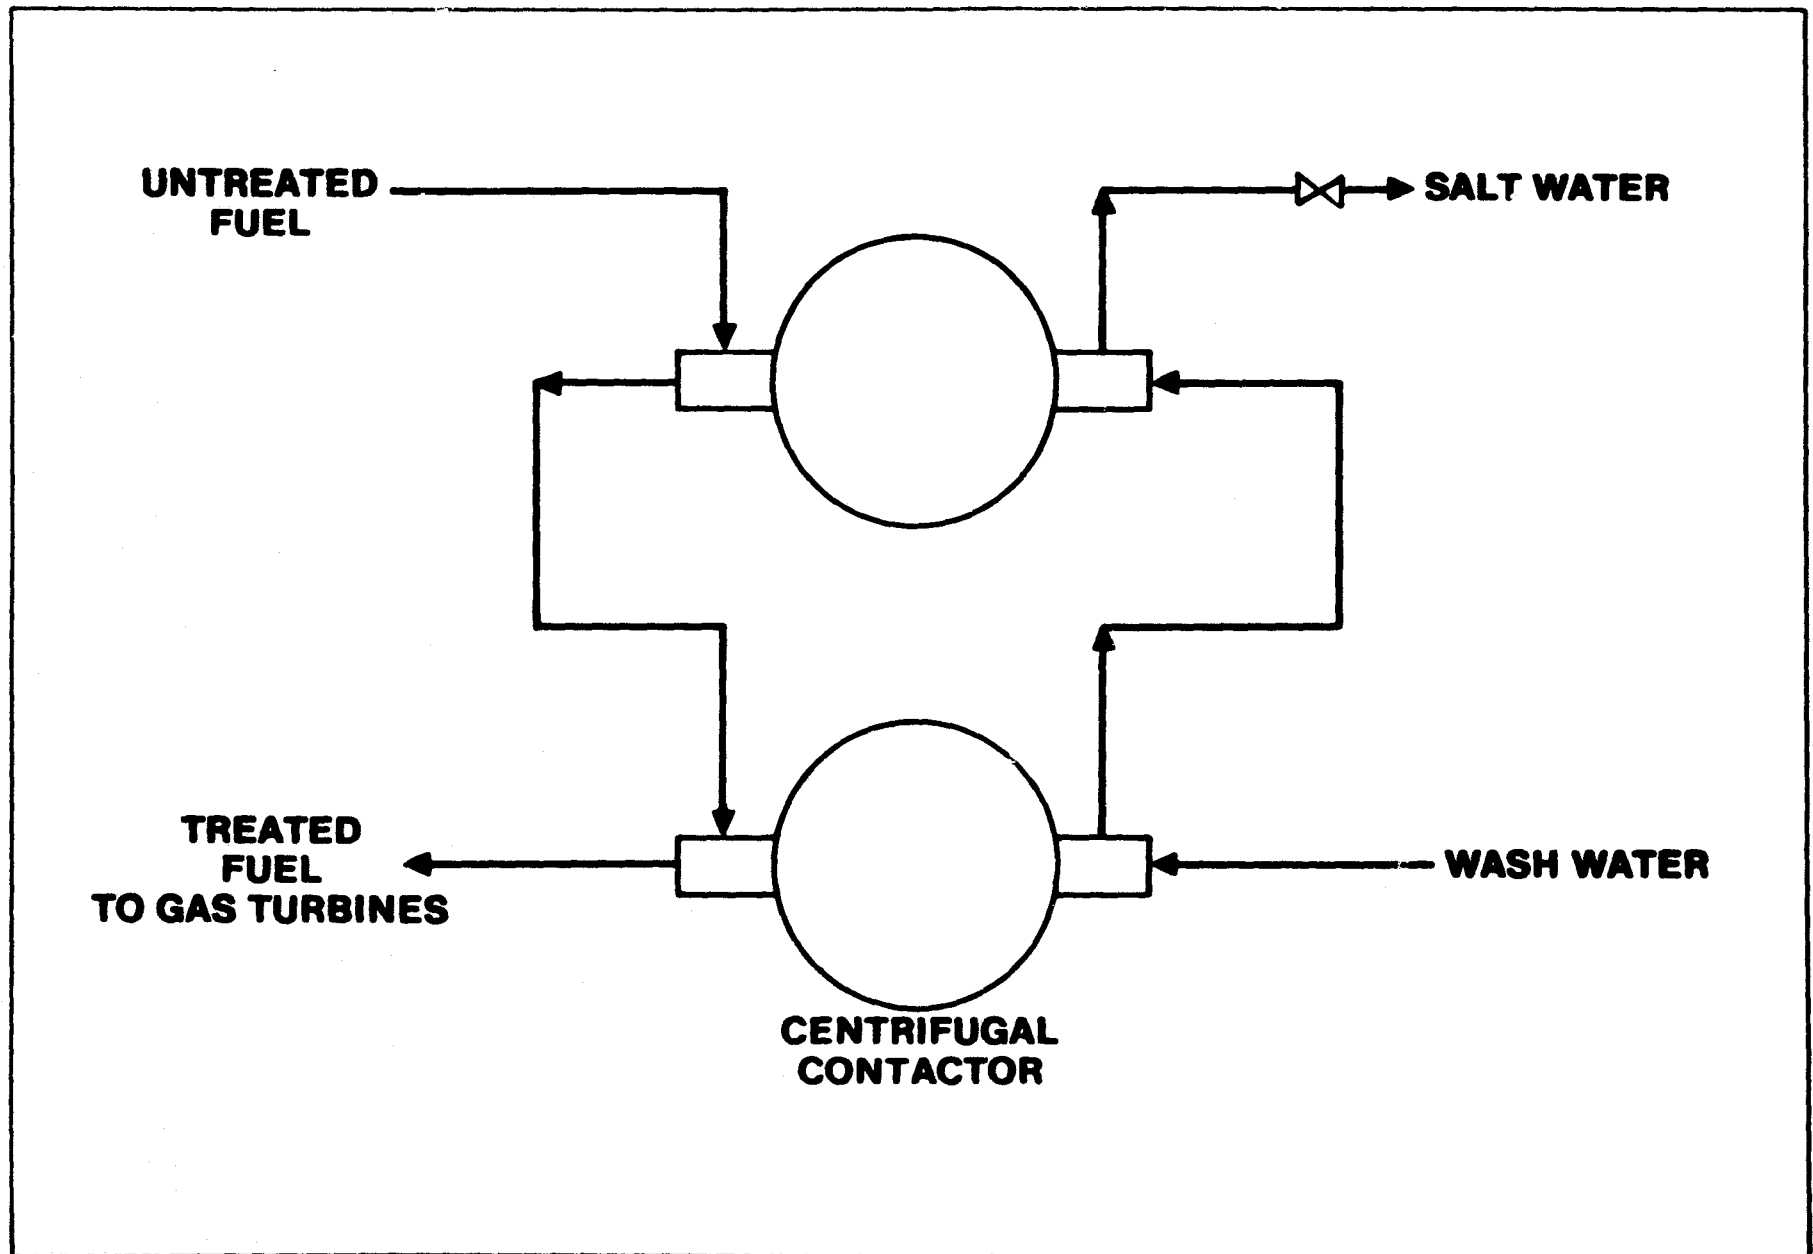 UNTREATED
FUEL
SALT WATER
TREATED
FUEL
TO GAS TURBINES
WASH WATER
CENTRIFUGAL
CONTACTOR